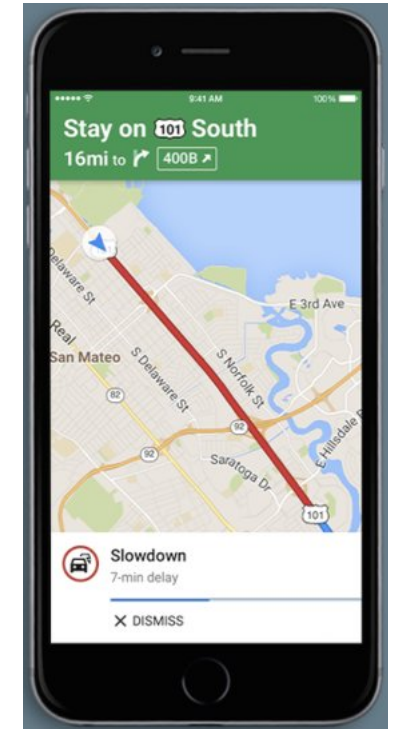 9:41 AM
100%
Stay on 101 South
16mi to 400B
Delaware St
E 3rd Ave
Real
San Mateo
S Delaware St
S Norfolk St
82
92
92
Saratoga Dr
E Hillsdale
101
Slowdown
7-min delay
X DISMISS